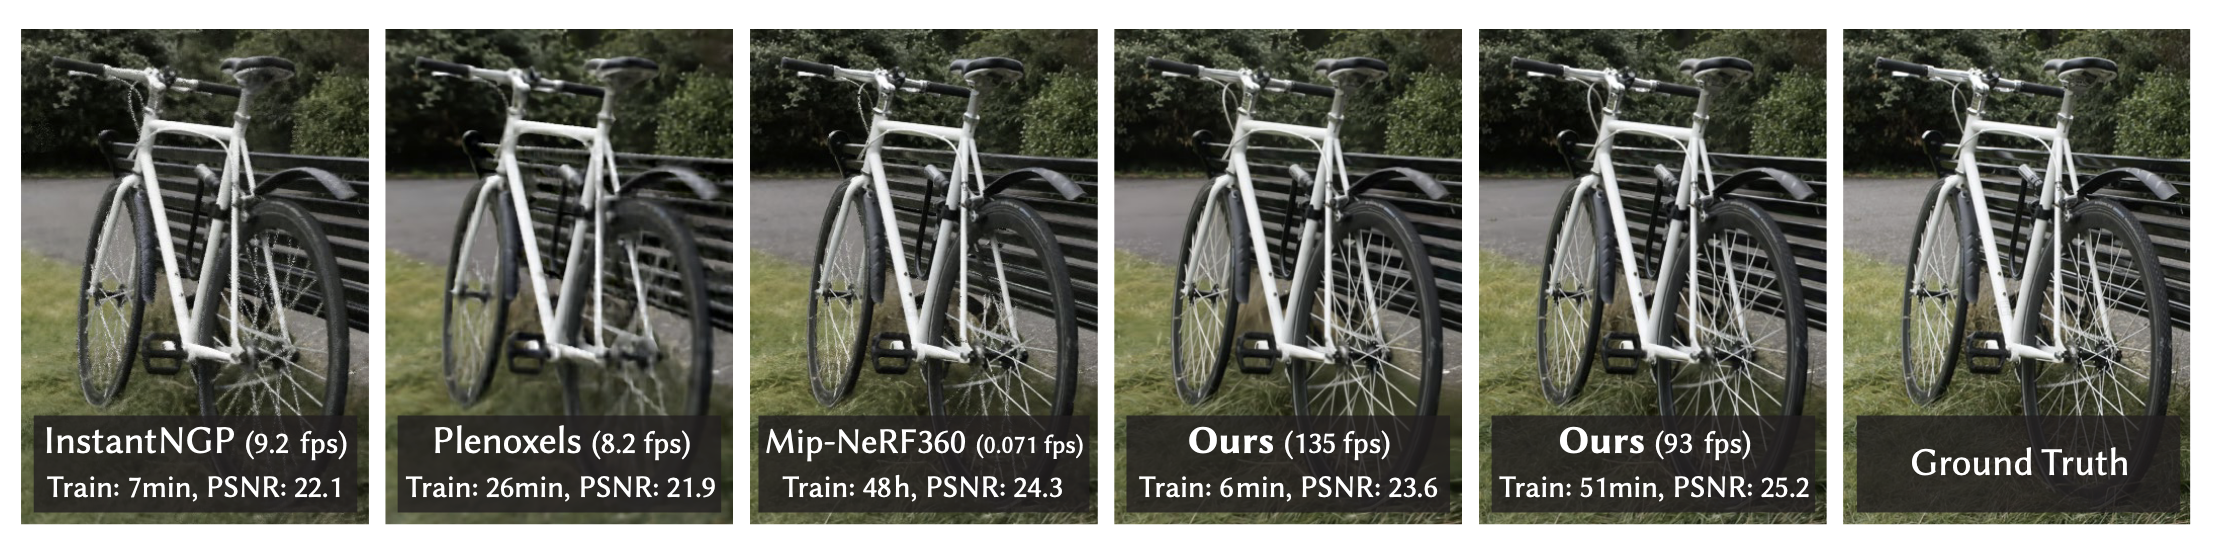 InstantNGP (9.2 fps)
Train: 7min, PSNR: 22.1
Plenoxels (8.2 fps)
Train: 26min, PSNR: 21.9
Mip-NeRF360 (0.071 fps)
Train: 48h, PSNR: 24.3
Ours (135 fps)
Train: 6min, PSNR: 23.6
Ours (93 fps)
Train: 51min, PSNR: 25.2
Ground Truth